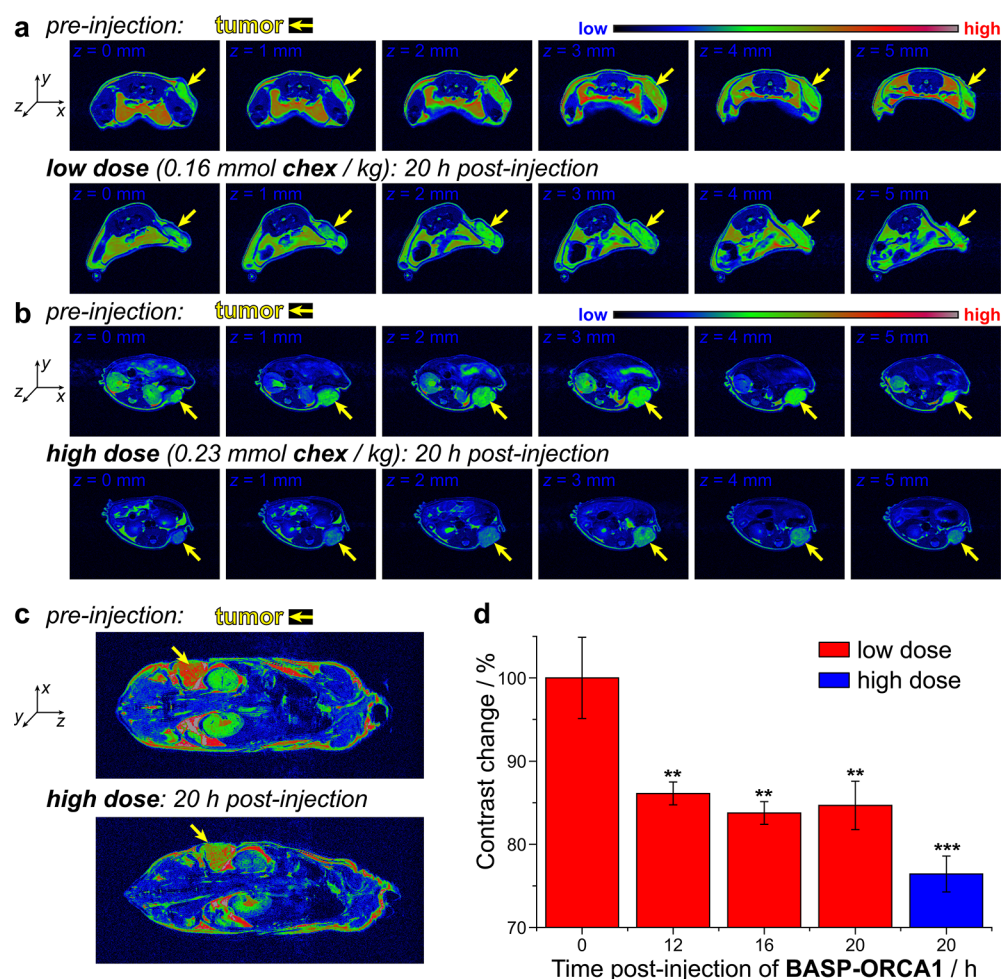 a pre-injection: tumor low high
z = 0 mm z = 1 mm z = 2 mm z = 3 mm z = 4 mm z = 5 mm
y
z x
low dose (0.16 mmol chex / kg): 20 h post-injection
z = 0 mm z = 1 mm z = 2 mm z = 3 mm z = 4 mm z = 5 mm
b pre-injection: tumor low high
z = 0 mm z = 1 mm z = 2 mm z = 3 mm z = 4 mm z = 5 mm
y
z x
high dose (0.23 mmol chex / kg): 20 h post-injection
z = 0 mm z = 1 mm z = 2 mm z = 3 mm z = 4 mm z = 5 mm
c pre-injection: tumor
x
y z
high dose: 20 h post-injection
d
low dose
high dose
Contrast change / %
100
90
80
70
** ** ** ***
0 12 16 20 20
Time post-injection of BASP-ORCA1 / h